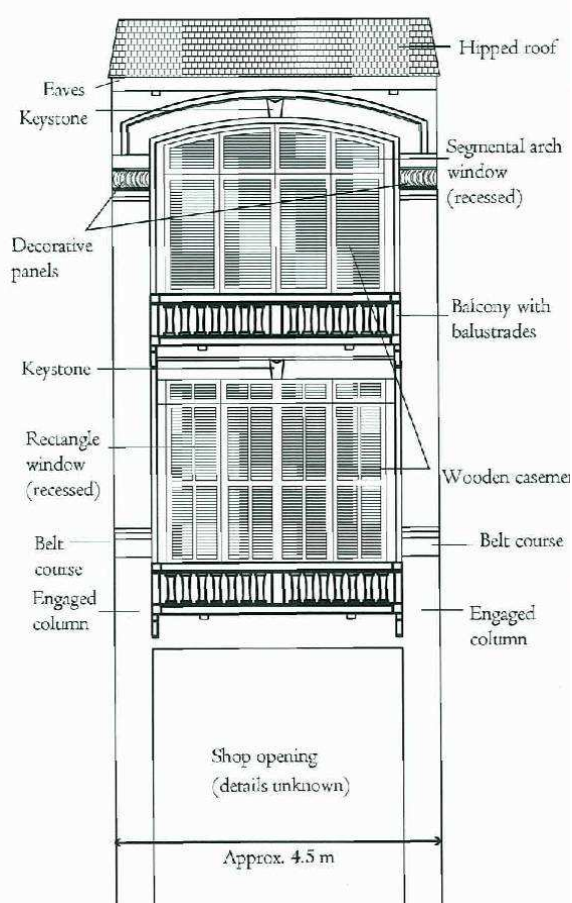 Hipped roof
Eaves
Keystone
Segmental arch
window
(recessed)
Decorative
panels
Balcony with
balustrades
Keystone
Rectangle
window
(recessed)
Wooden casemen
Belt
course
Belt course
Engaged
column
Engaged
column
Shop opening
(details unknown)
Approx. 4.5 m